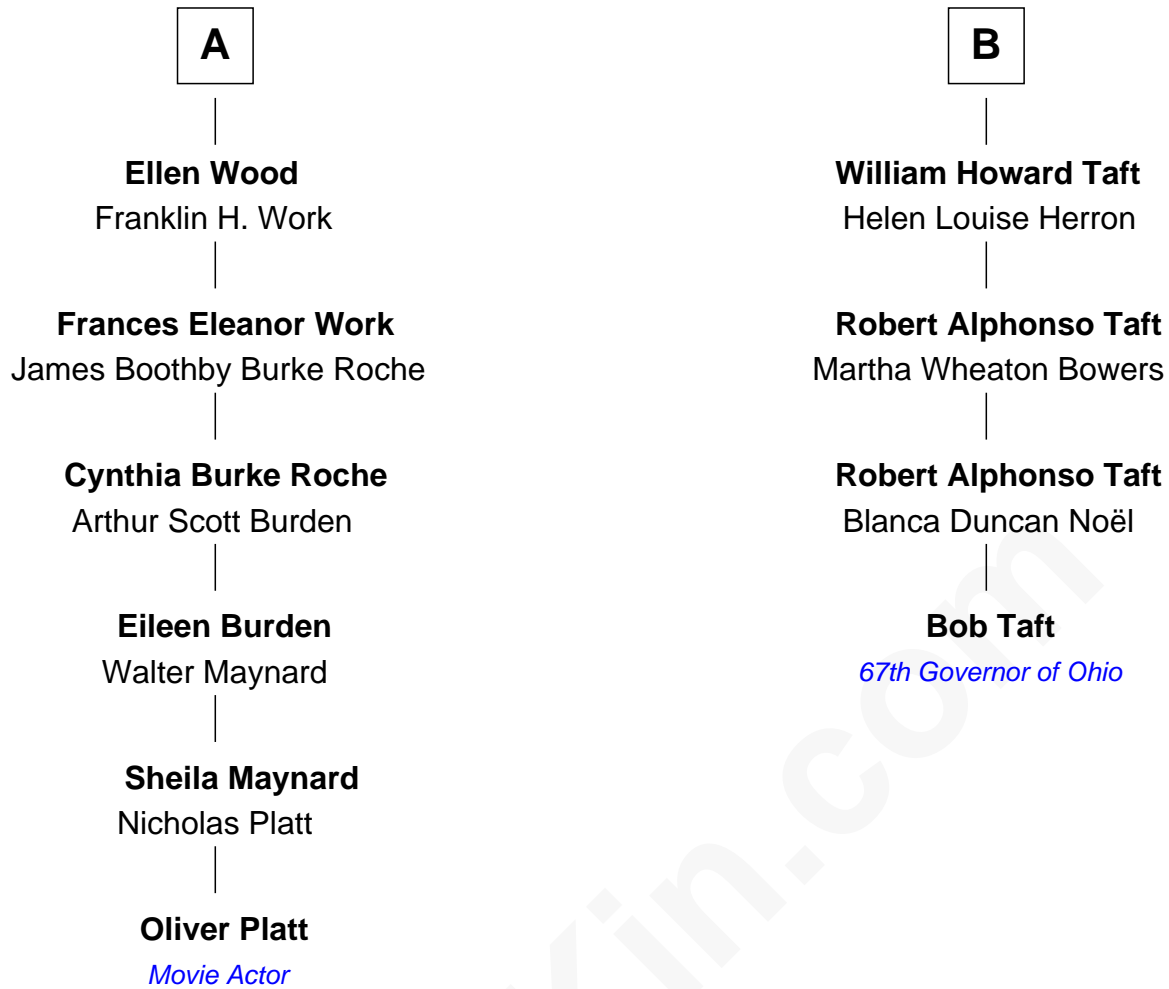 A
Ellen Wood
Franklin H. Work
Frances Eleanor Work
James Boothby Burke Roche
Cynthia Burke Roche
Arthur Scott Burden
Eileen Burden
Walter Maynard
Sheila Maynard
Nicholas Platt
Oliver Platt
Movie Actor
B
William Howard Taft
Helen Louise Herron
Robert Alphonso Taft
Martha Wheaton Bowers
Robert Alphonso Taft
Blanca Duncan Noël
Bob Taft
67th Governor of Ohio
Kin.com